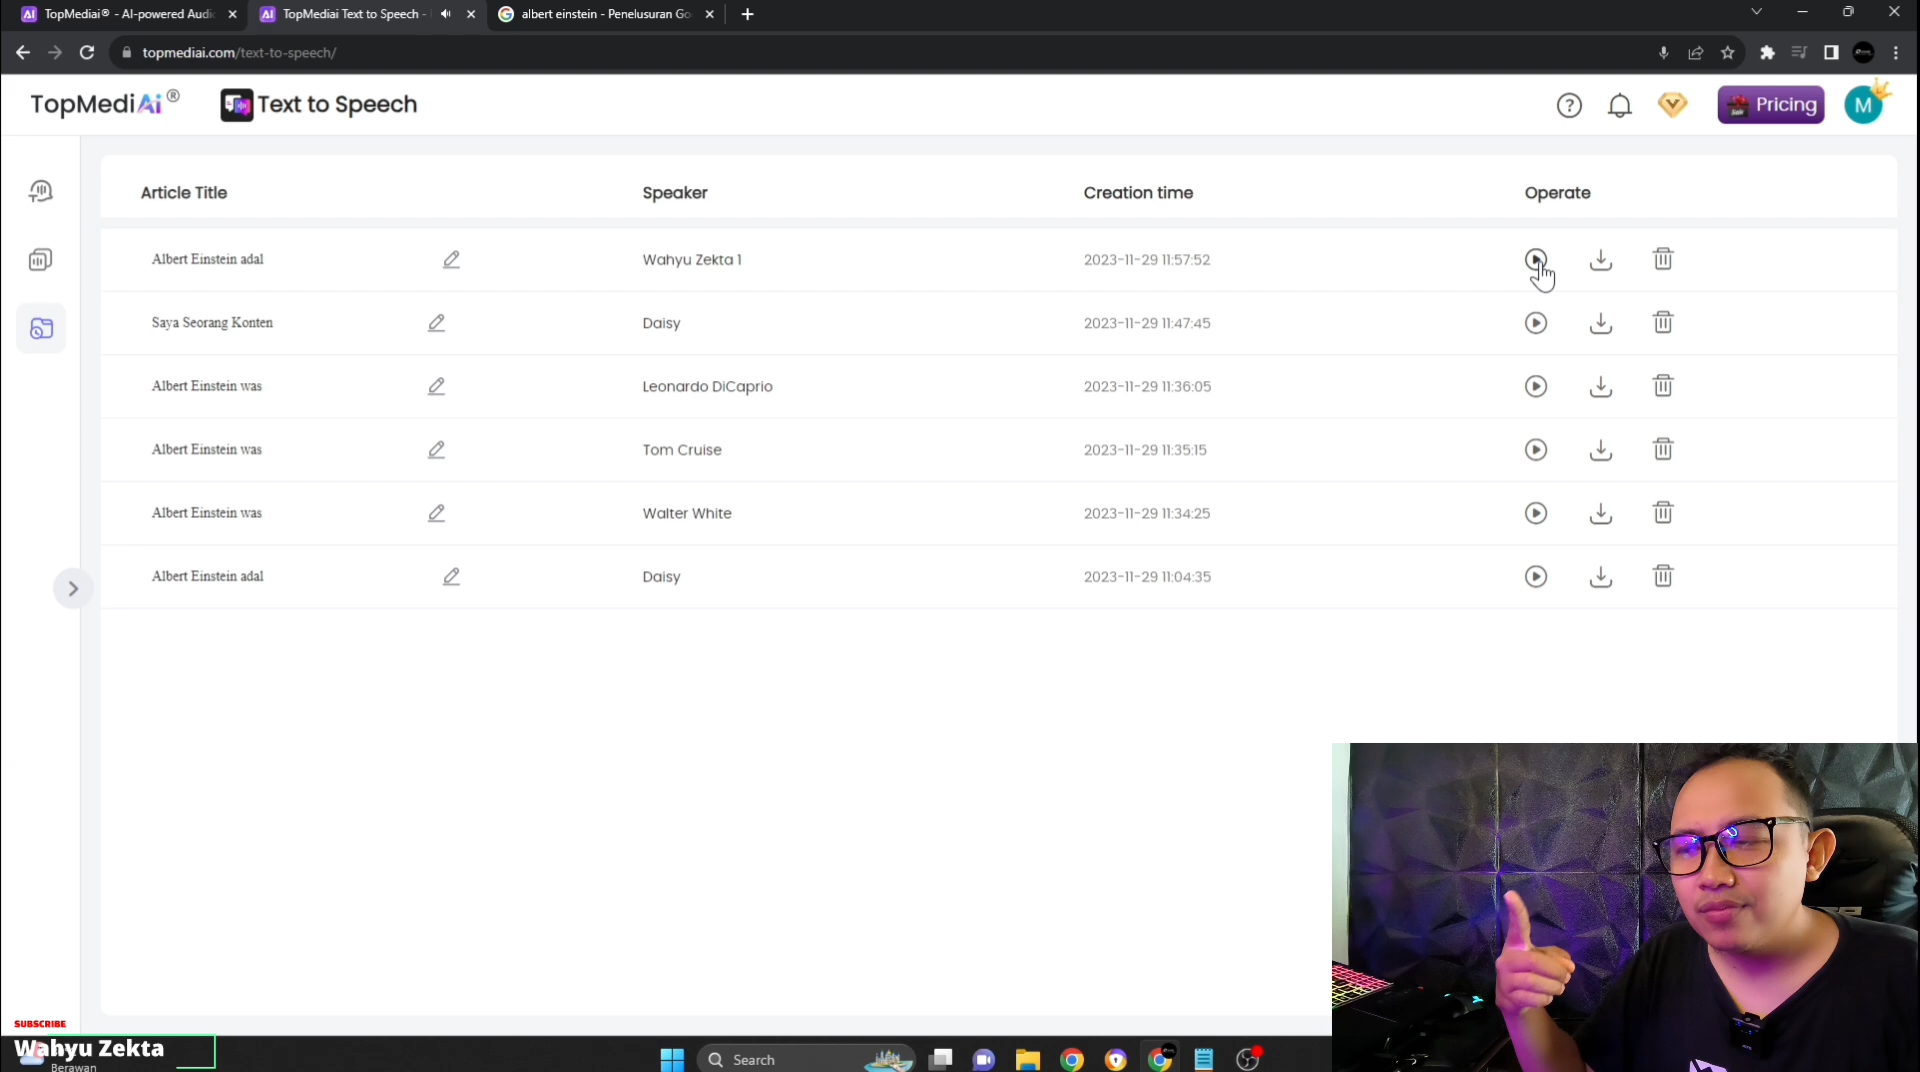 TopMediai® - AI-powered Audi
TopMediai Text to Speech -
albert einstein - Penelusuran Go
topmediai.com/text-to-speech/
TopMediAi®
Text to Speech
?
Pricing
M
Article Title
Speaker
Creation time
Operate
Albert Einstein adal
Wahyu Zekta 1
2023-11-29 11:57:52
Saya Seorang Konten
Daisy
2023-11-29 11:47:45
Albert Einstein was
Leonardo DiCaprio
2023-11-29 11:36:05
Albert Einstein was
Tom Cruise
2023-11-29 11:35:15
Albert Einstein was
Walter White
2023-11-29 11:34:25
Albert Einstein adal
Daisy
2023-11-29 11:04:35
SUBSCRIBE
Wahyu Zekta
Berawan
Search